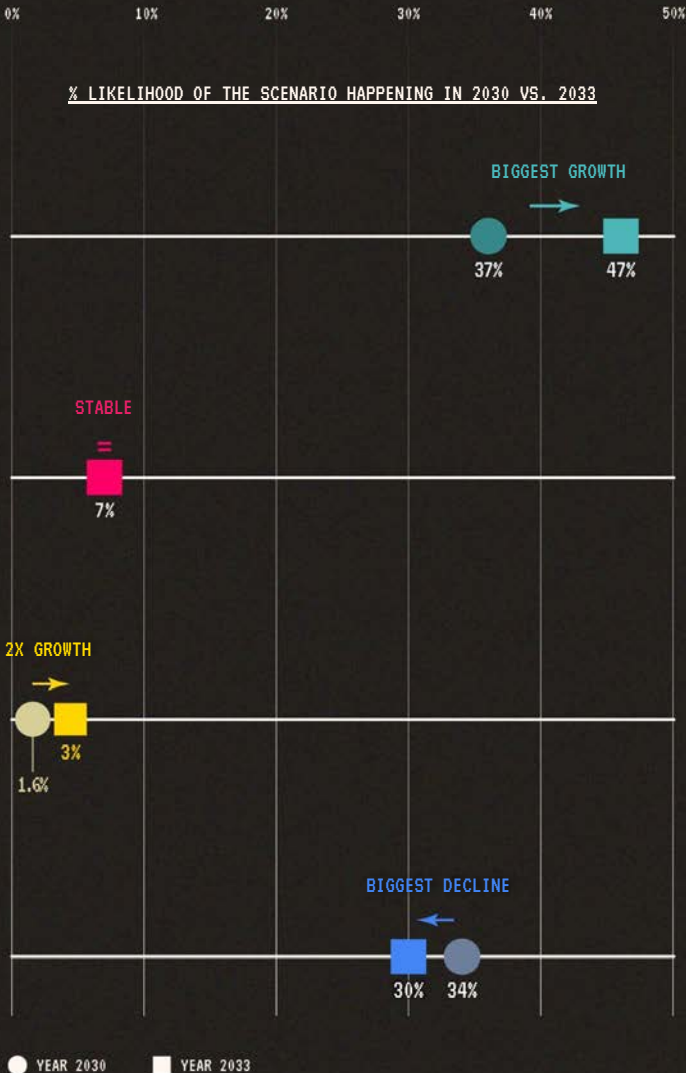 0% 10% 20% 30% 40% 50%
% LIKELIHOOD OF THE SCENARIO HAPPENING IN 2030 VS. 2033
BIGGEST GROWTH
37% 47%
STABLE
=
7%
2X GROWTH
3%
1.6%
BIGGEST DECLINE
30% 34%
YEAR 2030 YEAR 2033